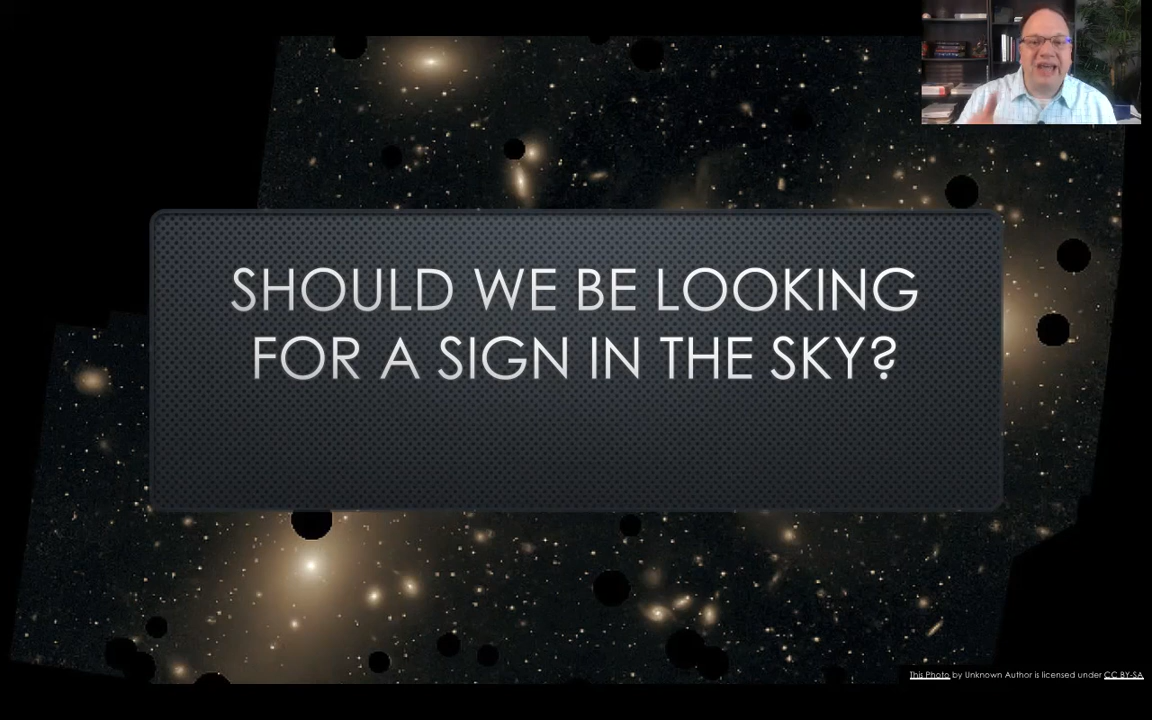 SHOULD WE BE LOOKING
FOR A SIGN IN THE SKY?
This Photo by Unknown Author is licensed under CC BY-SA